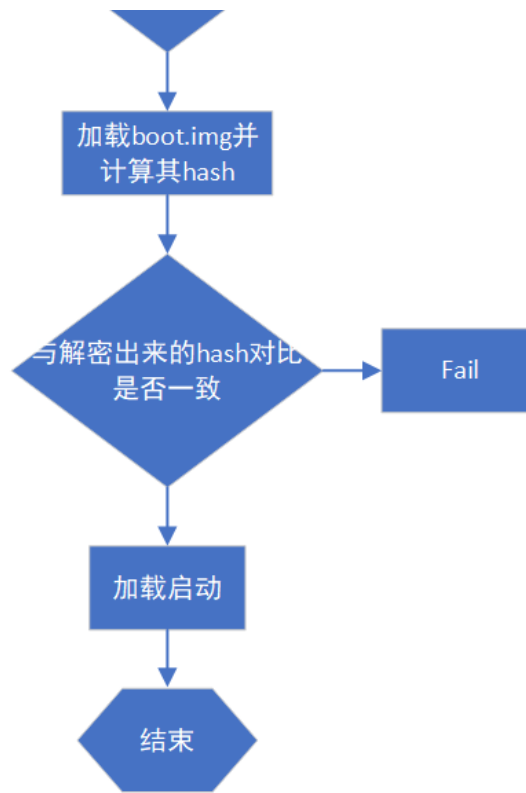 加载boot.img并
计算其hash
与解密出来的hash对比
是否一致
Fail
加载启动
结束